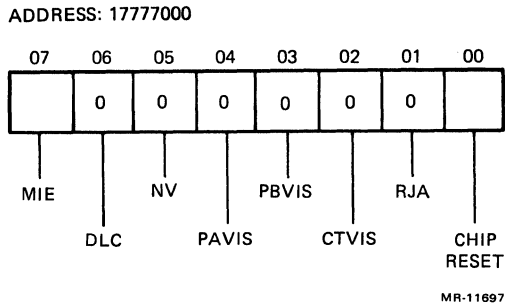 ADDRESS: 17777000
07 06 05 04 03 02 01 00
0 0 0 0 0 0
MIE NV PBVIS RJA
DLC PAVIS CTVIS CHIP
RESET
MR-11697